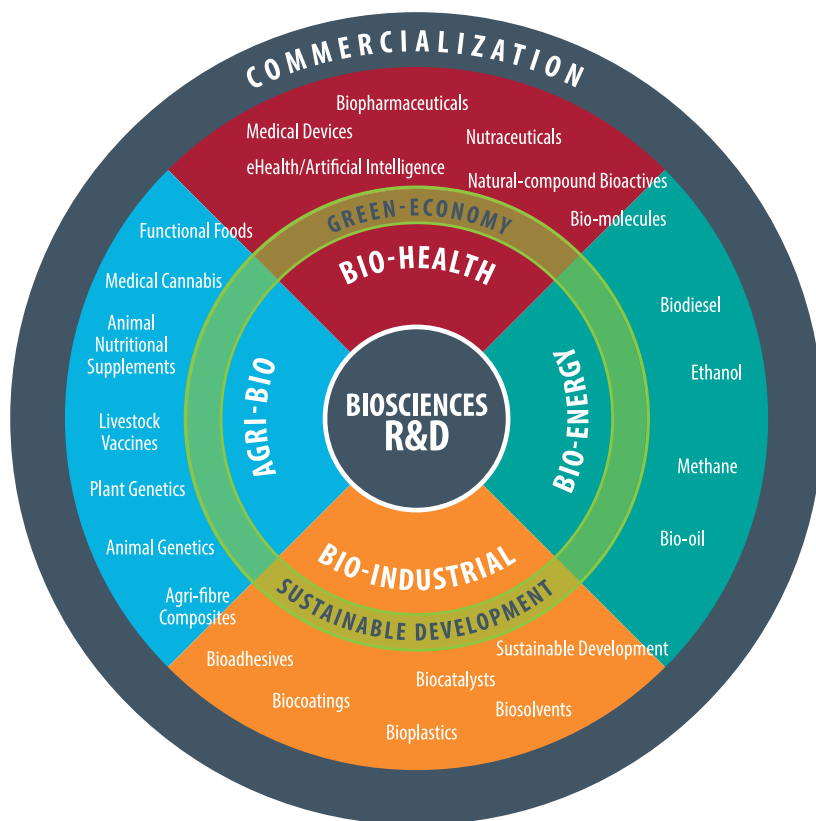 COMMERCIALIZATION
Biopharmaceuticals
Medical Devices
Nutraceuticals
eHealth/Artificial Intelligence
Natural-compound Bioactives
Bio-molecules
GREEN-ECONOMY
BIO-HEALTH
Functional Foods
Medical Cannabis
Animal
Nutritional
Supplements
Livestock
Vaccines
Plant Genetics
Animal Genetics
Agri-fibre
Composites
AGRI-BIO
BIOSCIENCES
R&D
BIO-ENERGY
Biodiesel
Ethanol
Methane
Bio-oil
BIO-INDUSTRIAL
SUSTAINABLE DEVELOPMENT
Sustainable Development
Bioadhesives
Biocatalysts
Biocoatings
Biosolvents
Bioplastics